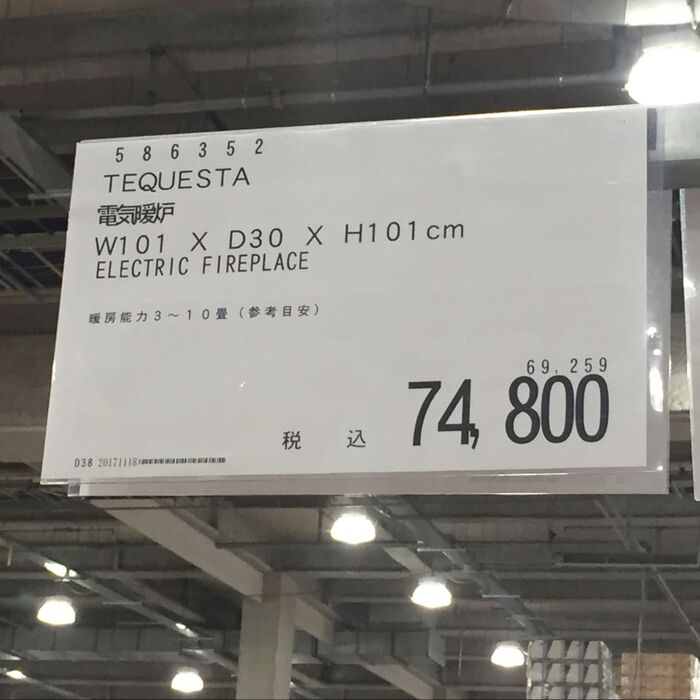 586352
TEQUESTA
電気暖炉
W101 X D30 X H101cm
ELECTRIC FIREPLACE
暖房能力3～10畳(参考目安)
69,259
税 込 74,800
D38 20171118